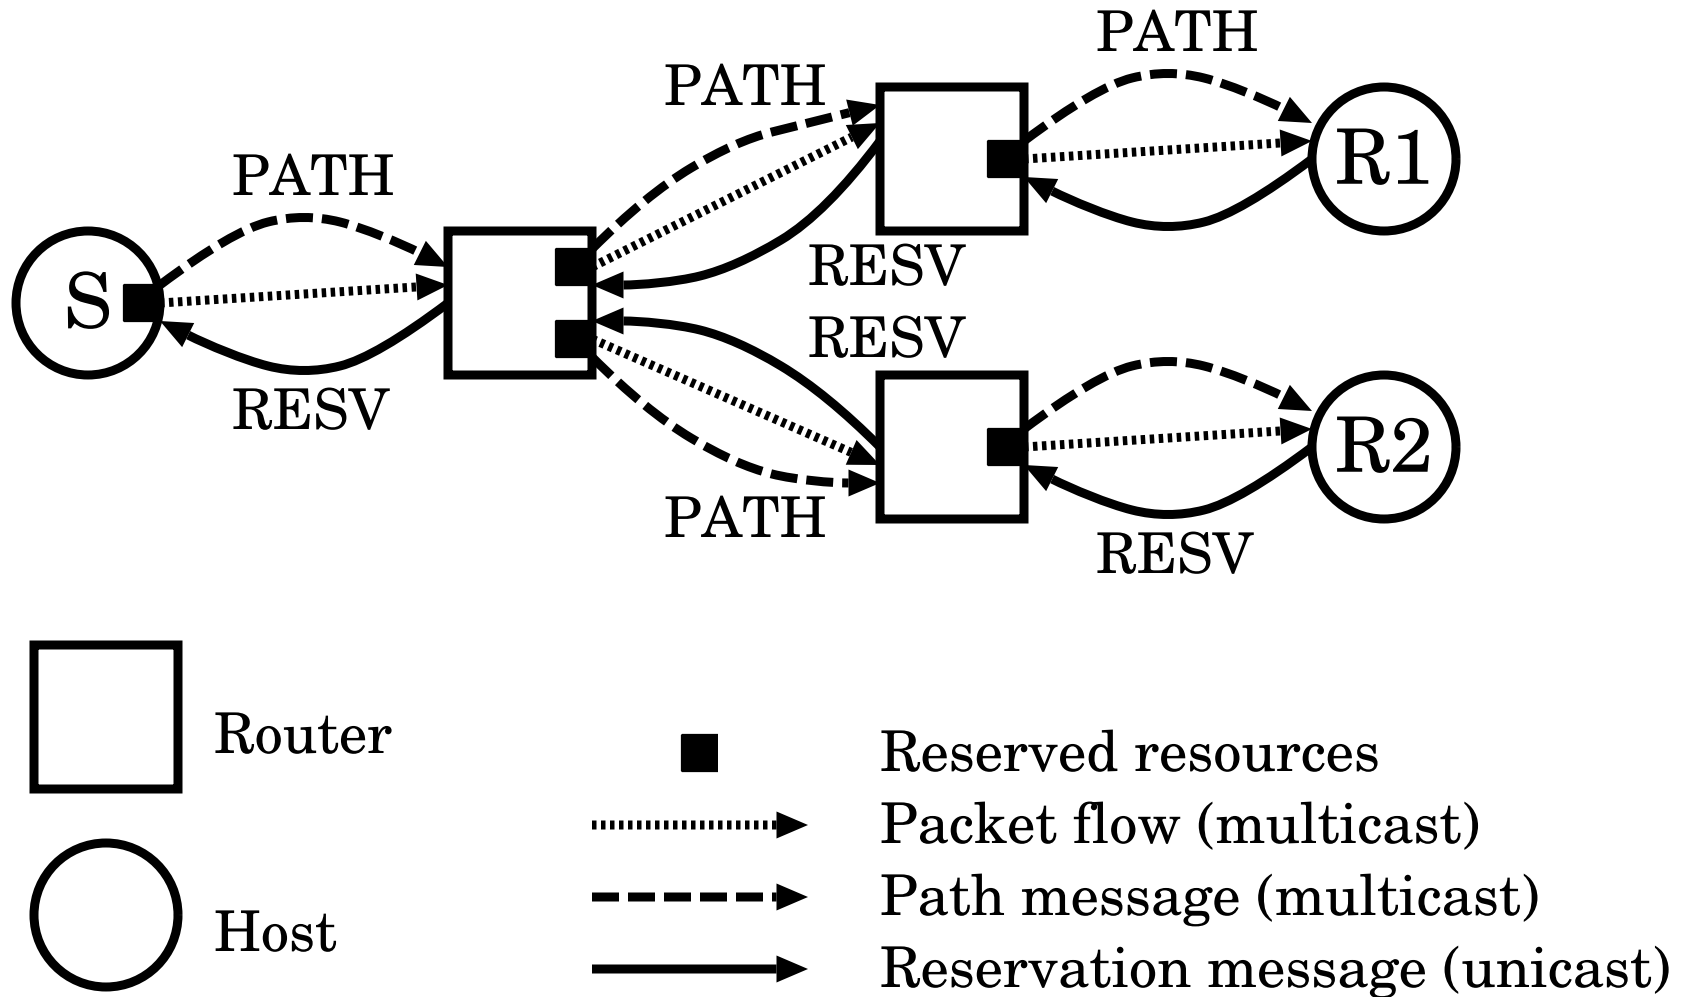 PATH
PATH
R1
PATH
S
RESV
RESV
RESV
R2
PATH
RESV
Router
Host
Reserved resources
Packet flow (multicast)
Path message (multicast)
Reservation message (unicast)